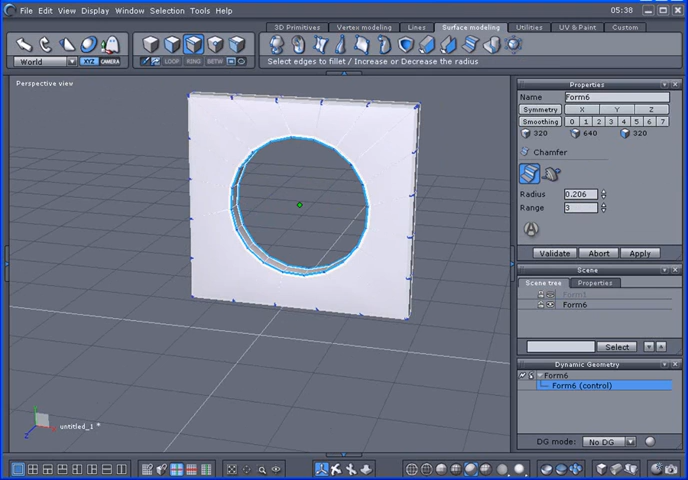 File Edit View Display Window Selection Tools Help
05:38
3D Primitives Vertex modeling Lines Surface modeling Utilities UV & Paint Custom
World XYZ CAMERA
LOOP RING BETW
Select edges to fillet / Increase or Decrease the radius
Perspective view
Properties
Name Form6
Symmetry X Y Z
Smoothing 0 1 2 3 4 5 6 7
320 640 320
Chamfer
Radius 0.206
Range 3
Validate Abort Apply
Scene
Scene tree Properties
Form1
Form6
Select
Dynamic Geometry
Form6
Form6 (control)
DG mode: No DG
untitled_1 *